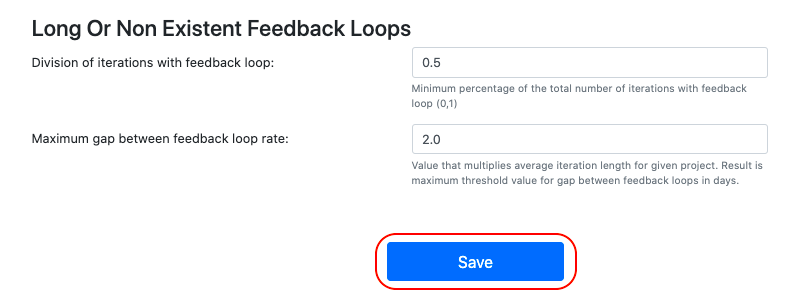 Long Or Non Existent Feedback Loops
Division of iterations with feedback loop:
0.5
Minimum percentage of the total number of iterations with feedback
loop (0,1)
Maximum gap between feedback loop rate:
2.0
Value that multiplies average iteration length for given project. Result is
maximum threshold value for gap between feedback loops in days.
Save